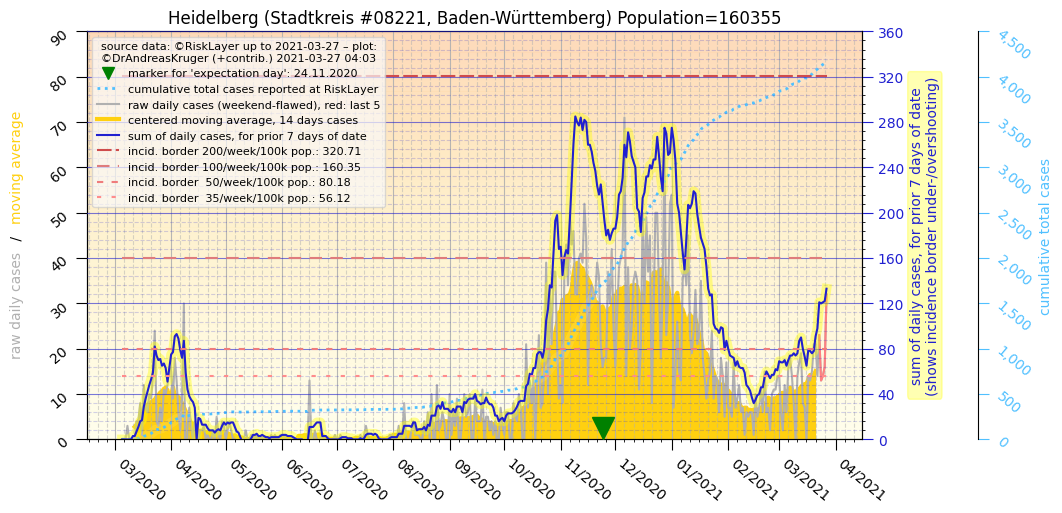 Heidelberg (Stadtkreis #08221, Baden-Württemberg) Population=160355
source data: ©RiskLayer up to 2021-03-27 – plot:
©DrAndreasKruger (+contrib.) 2021-03-27 04:03
marker for 'expectation day': 24.11.2020
cumulative total cases reported at RiskLayer
raw daily cases (weekend-flawed), red: last 5
centered moving average, 14 days cases
sum of daily cases, for prior 7 days of date
incid. border 200/week/100k pop.: 320.71
incid. border 100/week/100k pop.: 160.35
incid. border  50/week/100k pop.: 80.18
incid. border  35/week/100k pop.: 56.12
raw daily cases / moving average
90
80
70
60
50
40
30
20
10
0
03/2020
04/2020
05/2020
06/2020
07/2020
08/2020
09/2020
10/2020
11/2020
12/2020
01/2021
02/2021
03/2021
04/2021
360
320
280
240
200
160
120
80
40
0
sum of daily cases, for prior 7 days of date
(shows incidence border under-/overshooting)
4,500
4,000
3,500
3,000
2,500
2,000
1,500
1,000
500
0
cumulative total cases